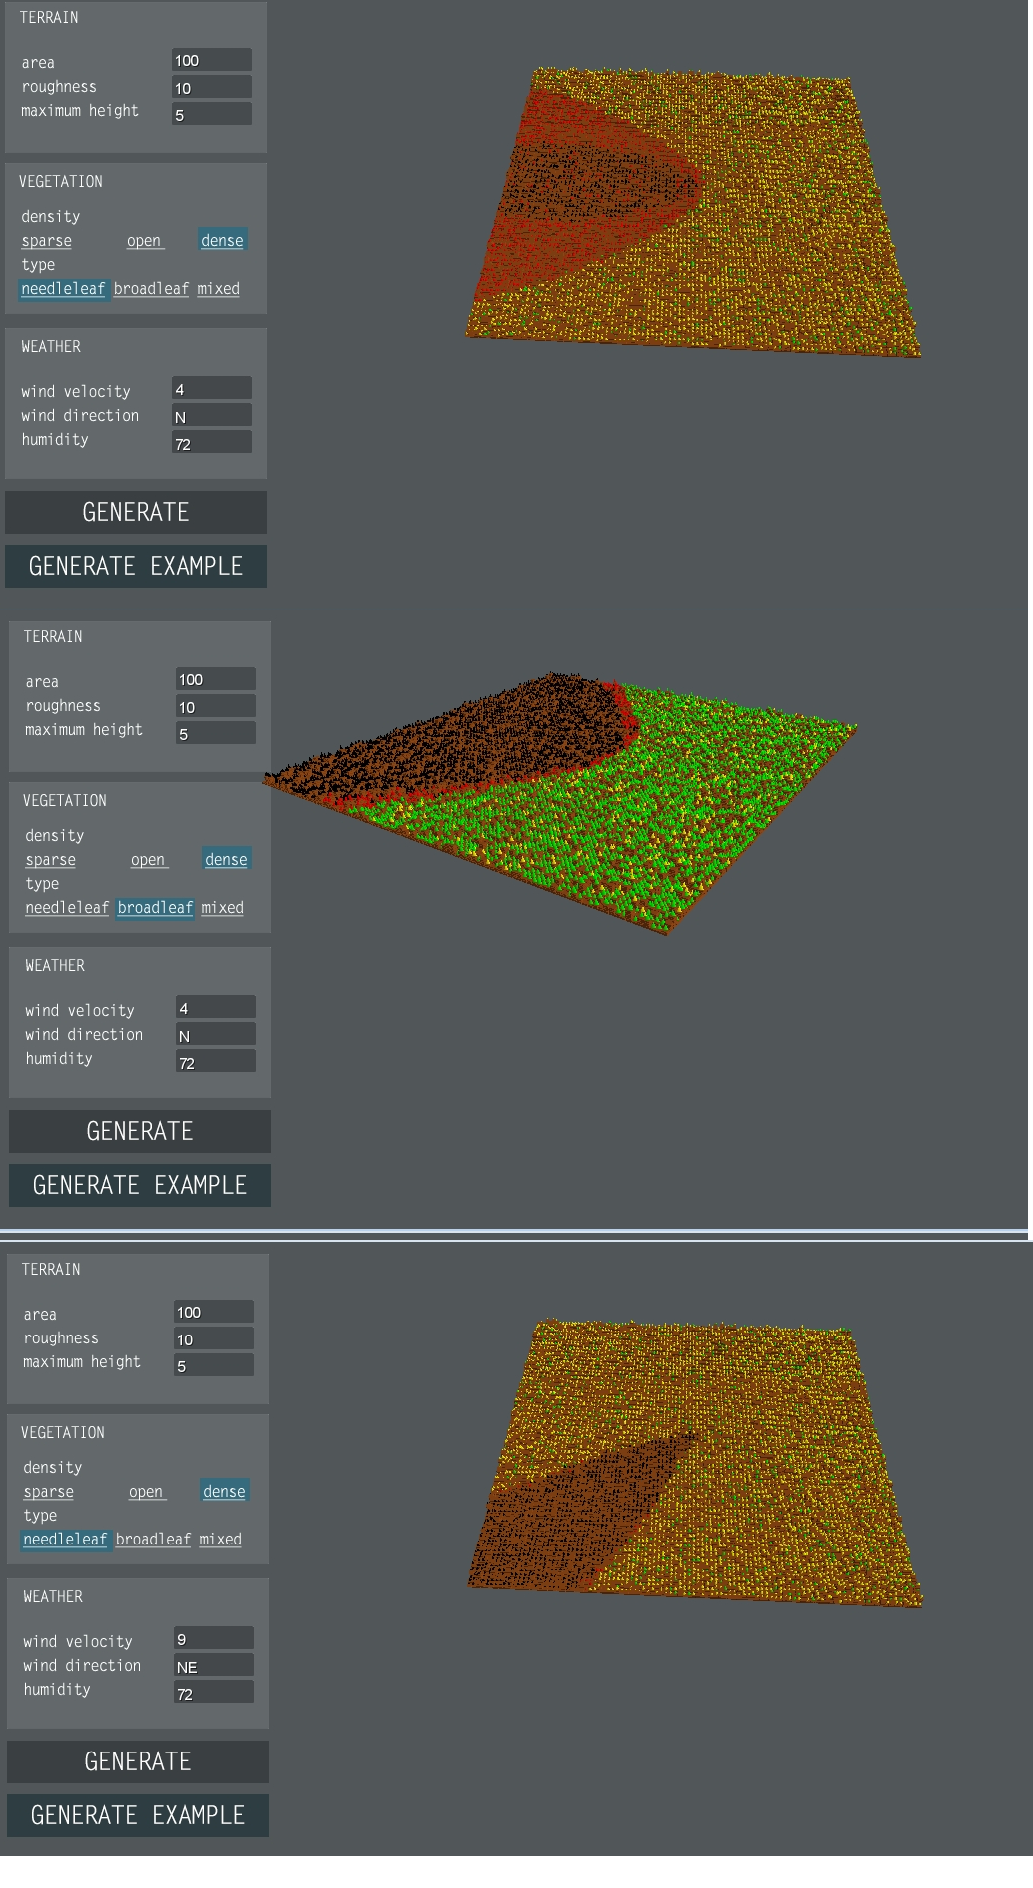 TERRAIN
area 100
roughness 10
maximum height 5
VEGETATION
density
sparse open dense
type
needleleaf broadleaf mixed
WEATHER
wind velocity 4
wind direction N
humidity 72
GENERATE
GENERATE EXAMPLE
TERRAIN
area 100
roughness 10
maximum height 5
VEGETATION
density
sparse open dense
type
needleleaf broadleaf mixed
WEATHER
wind velocity 4
wind direction N
humidity 72
GENERATE
GENERATE EXAMPLE
TERRAIN
area 100
roughness 10
maximum height 5
VEGETATION
density
sparse open dense
type
needleleaf broadleaf mixed
WEATHER
wind velocity 9
wind direction NE
humidity 72
GENERATE
GENERATE EXAMPLE